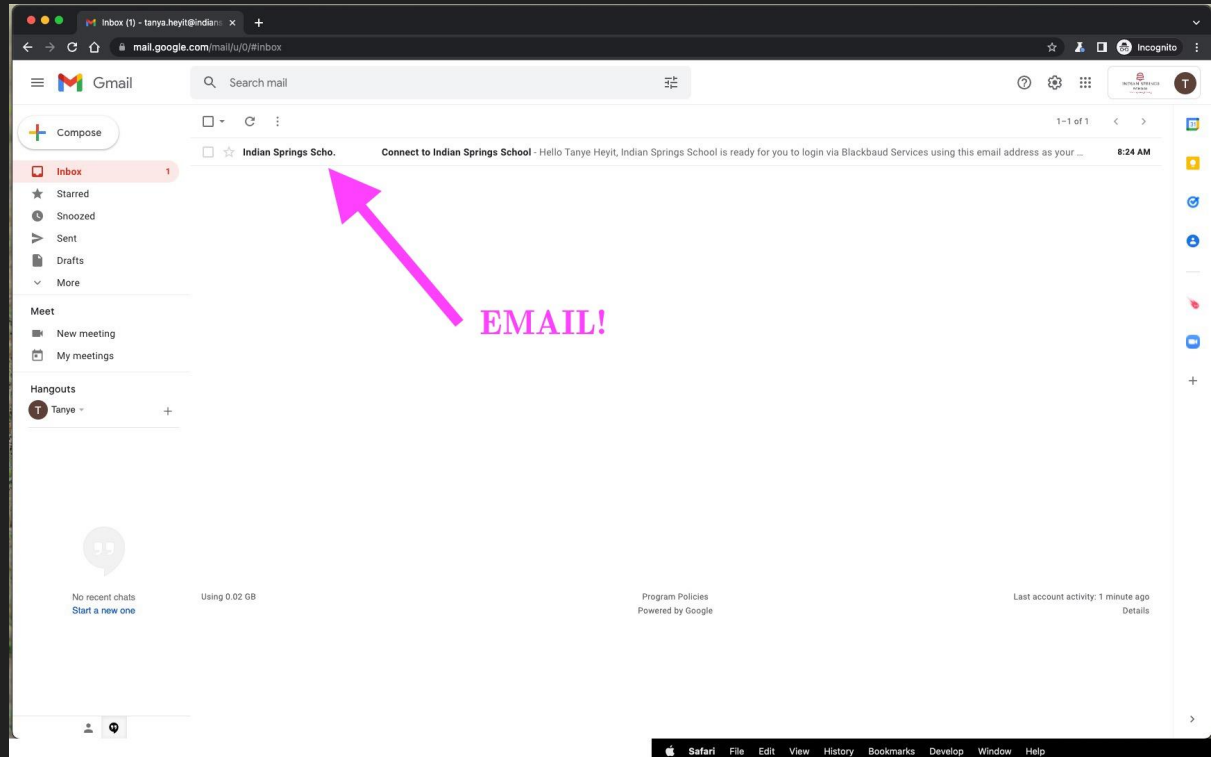 Inbox (1) - tanya.heyit@indians
mail.google.com/mail/u/0/#inbox
Incognito
Gmail
Search mail
INDIAN SPRINGS
SCHOOL
T
Compose
1–1 of 1
31
Indian Springs Scho. Connect to Indian Springs School - Hello Tanye Heyit, Indian Springs School is ready for you to login via Blackbaud Services using this email address as your ... 8:24 AM
Inbox 1
Starred
Snoozed
Sent
Drafts
More
Meet
New meeting
My meetings
EMAIL!
Hangouts
T Tanye
No recent chats
Start a new one
Using 0.02 GB
Program Policies
Powered by Google
Last account activity: 1 minute ago
Details
Safari File Edit View History Bookmarks Develop Window Help